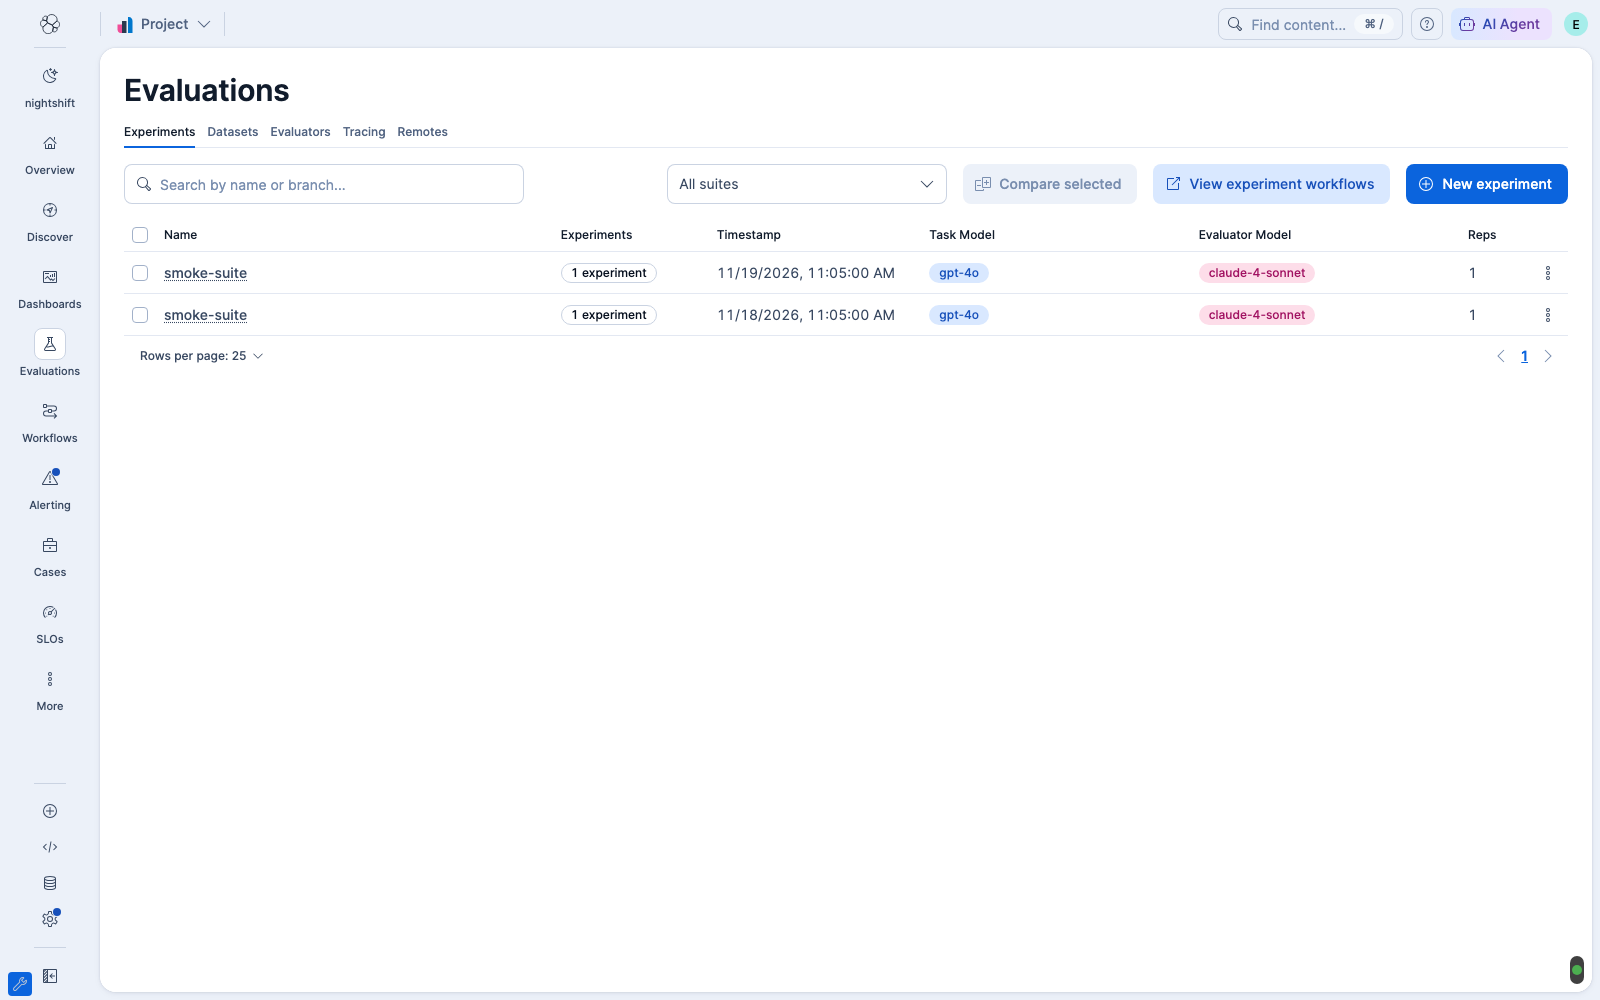 Project
Find content... ⌘ /
AI Agent
E
nightshift
Overview
Discover
Dashboards
Evaluations
Workflows
Alerting
Cases
SLOs
More
Evaluations
Experiments Datasets Evaluators Tracing Remotes
Search by name or branch...
All suites
Compare selected
View experiment workflows
New experiment
Name Experiments Timestamp Task Model Evaluator Model Reps
smoke-suite 1 experiment 11/19/2026, 11:05:00 AM gpt-4o claude-4-sonnet 1
smoke-suite 1 experiment 11/18/2026, 11:05:00 AM gpt-4o claude-4-sonnet 1
Rows per page: 25
1